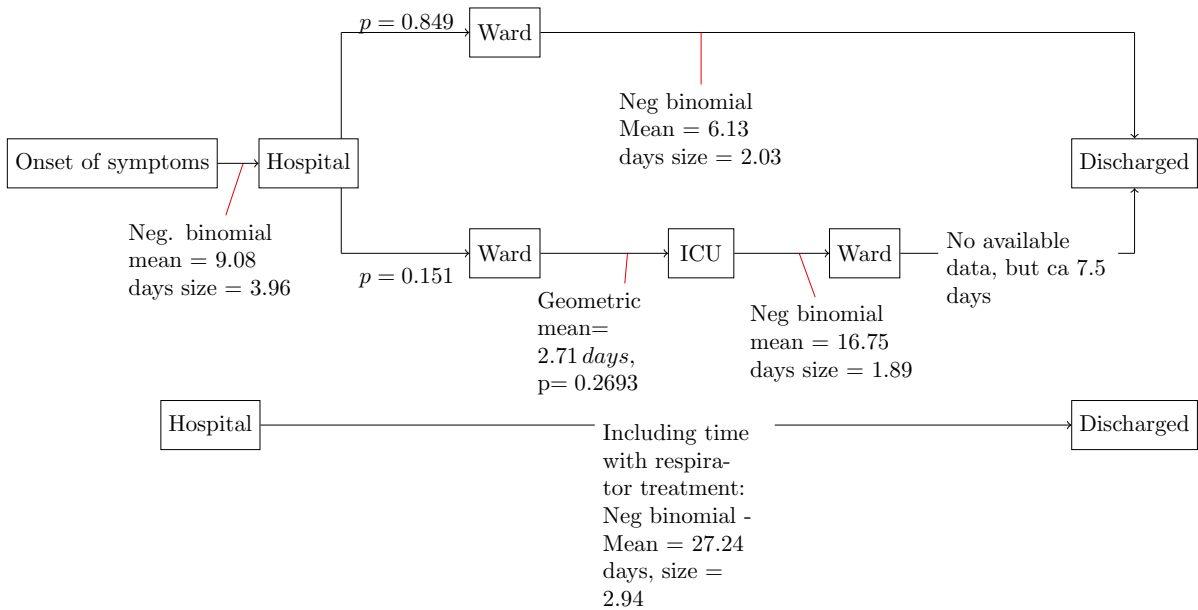 p = 0.849
Ward
Neg binomial
Mean = 6.13
days size = 2.03
Onset of symptoms
Hospital
Discharged
Neg. binomial
mean = 9.08
days size = 3.96
p = 0.151
Ward
ICU
Ward
No available
data, but ca 7.5
days
Geometric
mean=
2.71 days,
p= 0.2693
Neg binomial
mean = 16.75
days size = 1.89
Hospital
Discharged
Including time
with respira-
tor treatment:
Neg binomial -
Mean = 27.24
days, size =
2.94